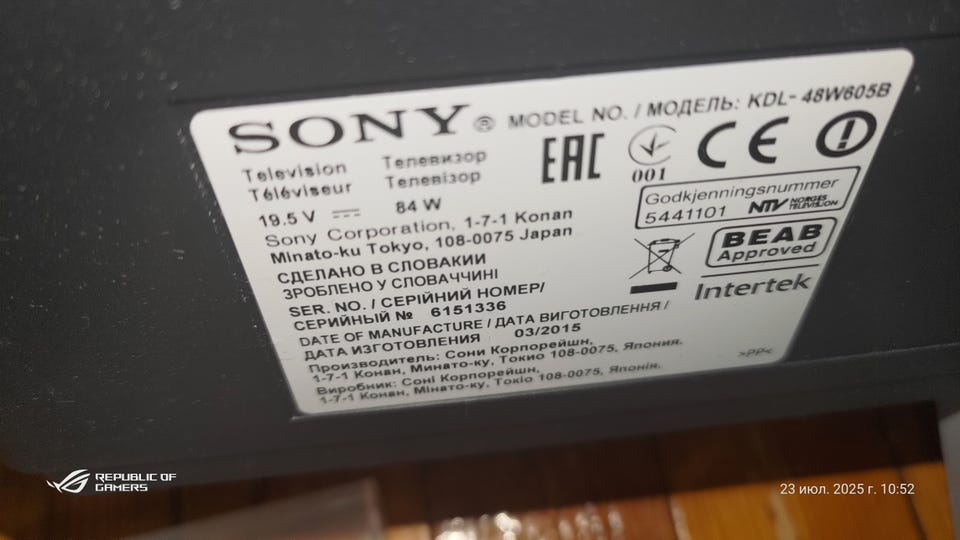 SONY® MODEL NO. / МОДЕЛЬ: KDL- 48W605B
Television Телевизор
Téléviseur Телевізор
19.5 V 84 W
EAC
001
CE
Godkjenningsnummer
5441101 NTV NORGES TELEVISJON
BEAB
Approved
Intertek
Sony Corporation, 1-7-1 Konan
Minato-ku Tokyo, 108-0075 Japan
СДЕЛАНО В СЛОВАКИИ
ЗРОБЛЕНО У СЛОВАЧЧИНІ
SER. NO. / СЕРІЙНИЙ НОМЕР/
СЕРИЙНЫЙ № 6151336
DATE OF MANUFACTURE / ДАТА ВИГОТОВЛЕННЯ /
ДАТА ИЗГОТОВЛЕНИЯ 03/2015
Производитель: Сони Корпорейшн,
1-7-1 Конан, Минато-ку, Токио 108-0075, Япония.
Виробник: Соні Корпорейшн,
1-7-1 Конан, Мінато-ку, Токіо 108-0075, Японія.
>PP<
REPUBLIC OF
GAMERS
23 июл. 2025 г. 10:52